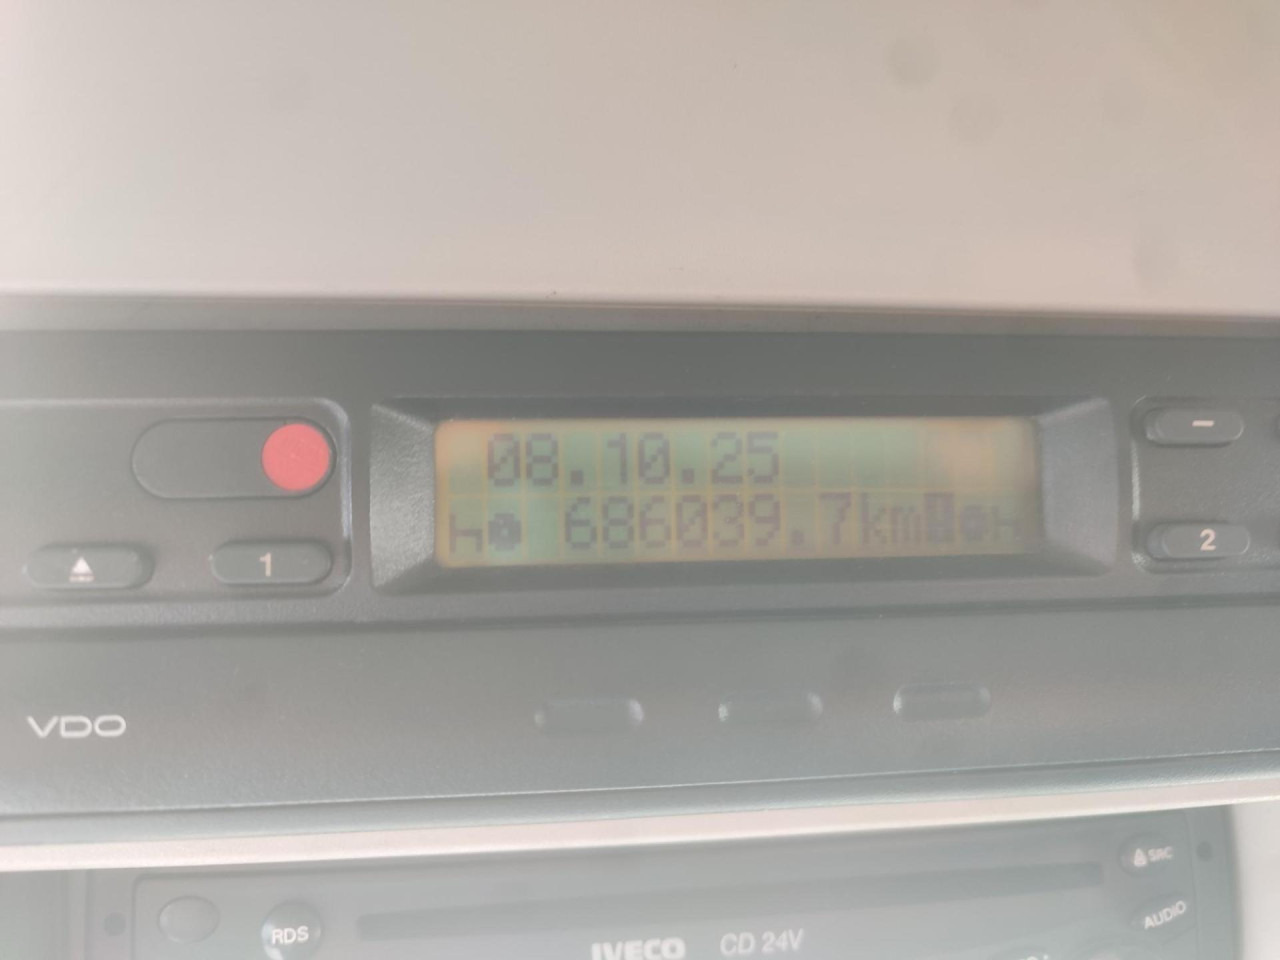 08.10.25
686039.7km
1
2
VDO
SRC
RDS
AUDIO
IVECO CD 24V